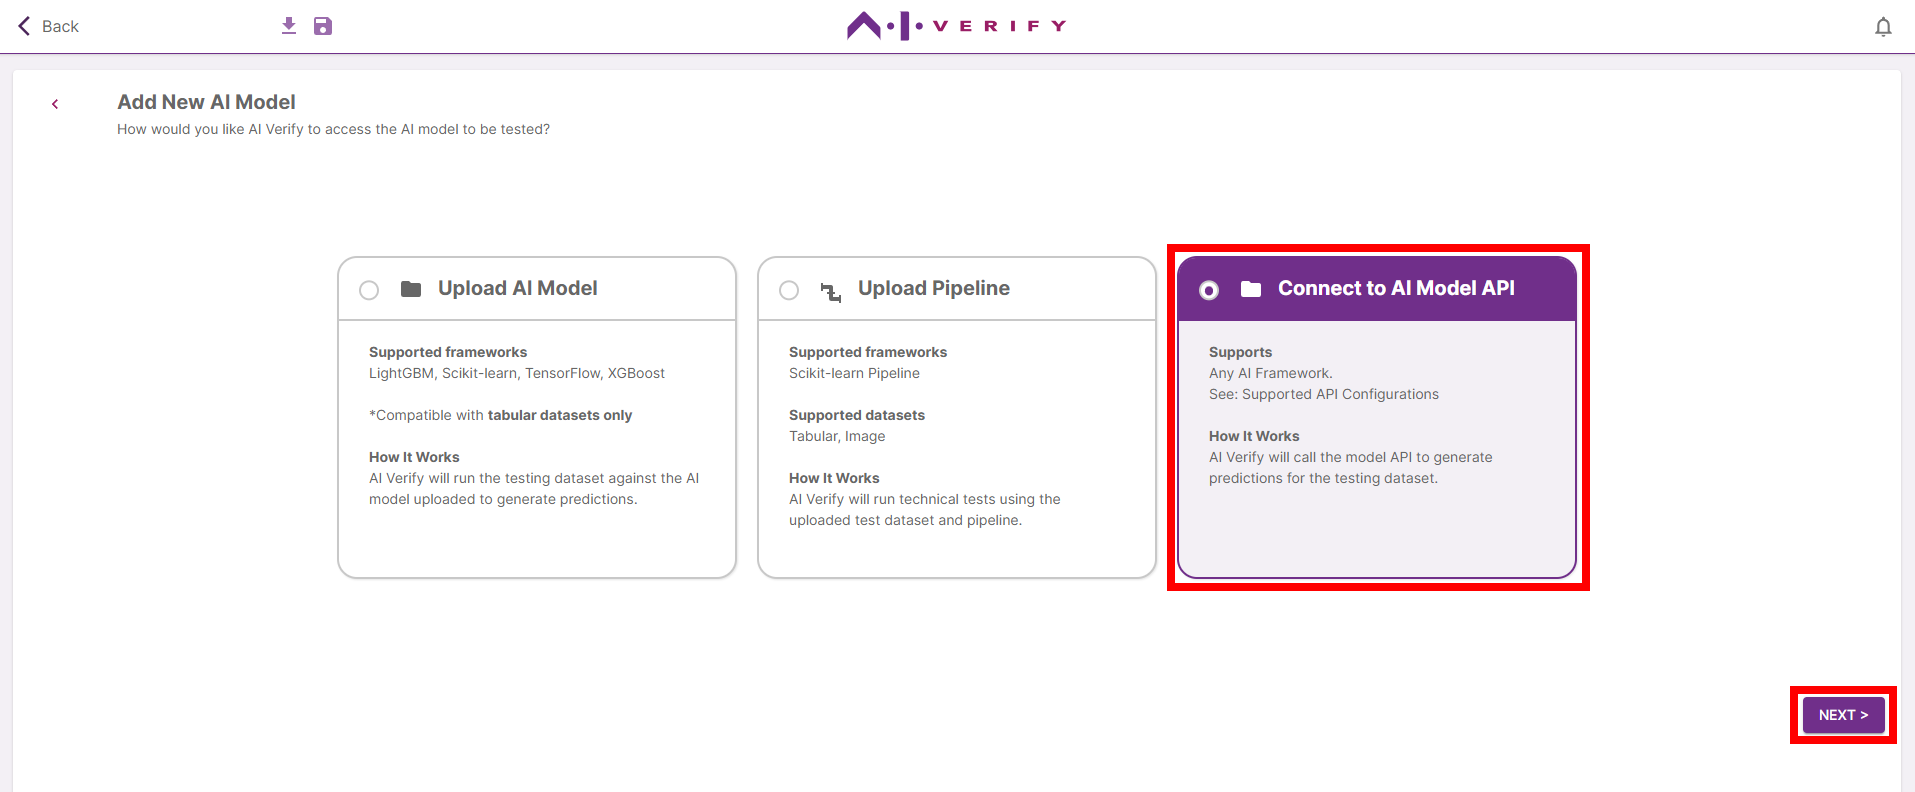 Back
A·I·VERIFY
Add New AI Model
How would you like AI Verify to access the AI model to be tested?
Upload AI Model
Supported frameworks
LightGBM, Scikit-learn, TensorFlow, XGBoost
*Compatible with tabular datasets only
How It Works
AI Verify will run the testing dataset against the AI
model uploaded to generate predictions.
Upload Pipeline
Supported frameworks
Scikit-learn Pipeline
Supported datasets
Tabular, Image
How It Works
AI Verify will run technical tests using the
uploaded test dataset and pipeline.
Connect to AI Model API
Supports
Any AI Framework.
See: Supported API Configurations
How It Works
AI Verify will call the model API to generate
predictions for the testing dataset.
NEXT >